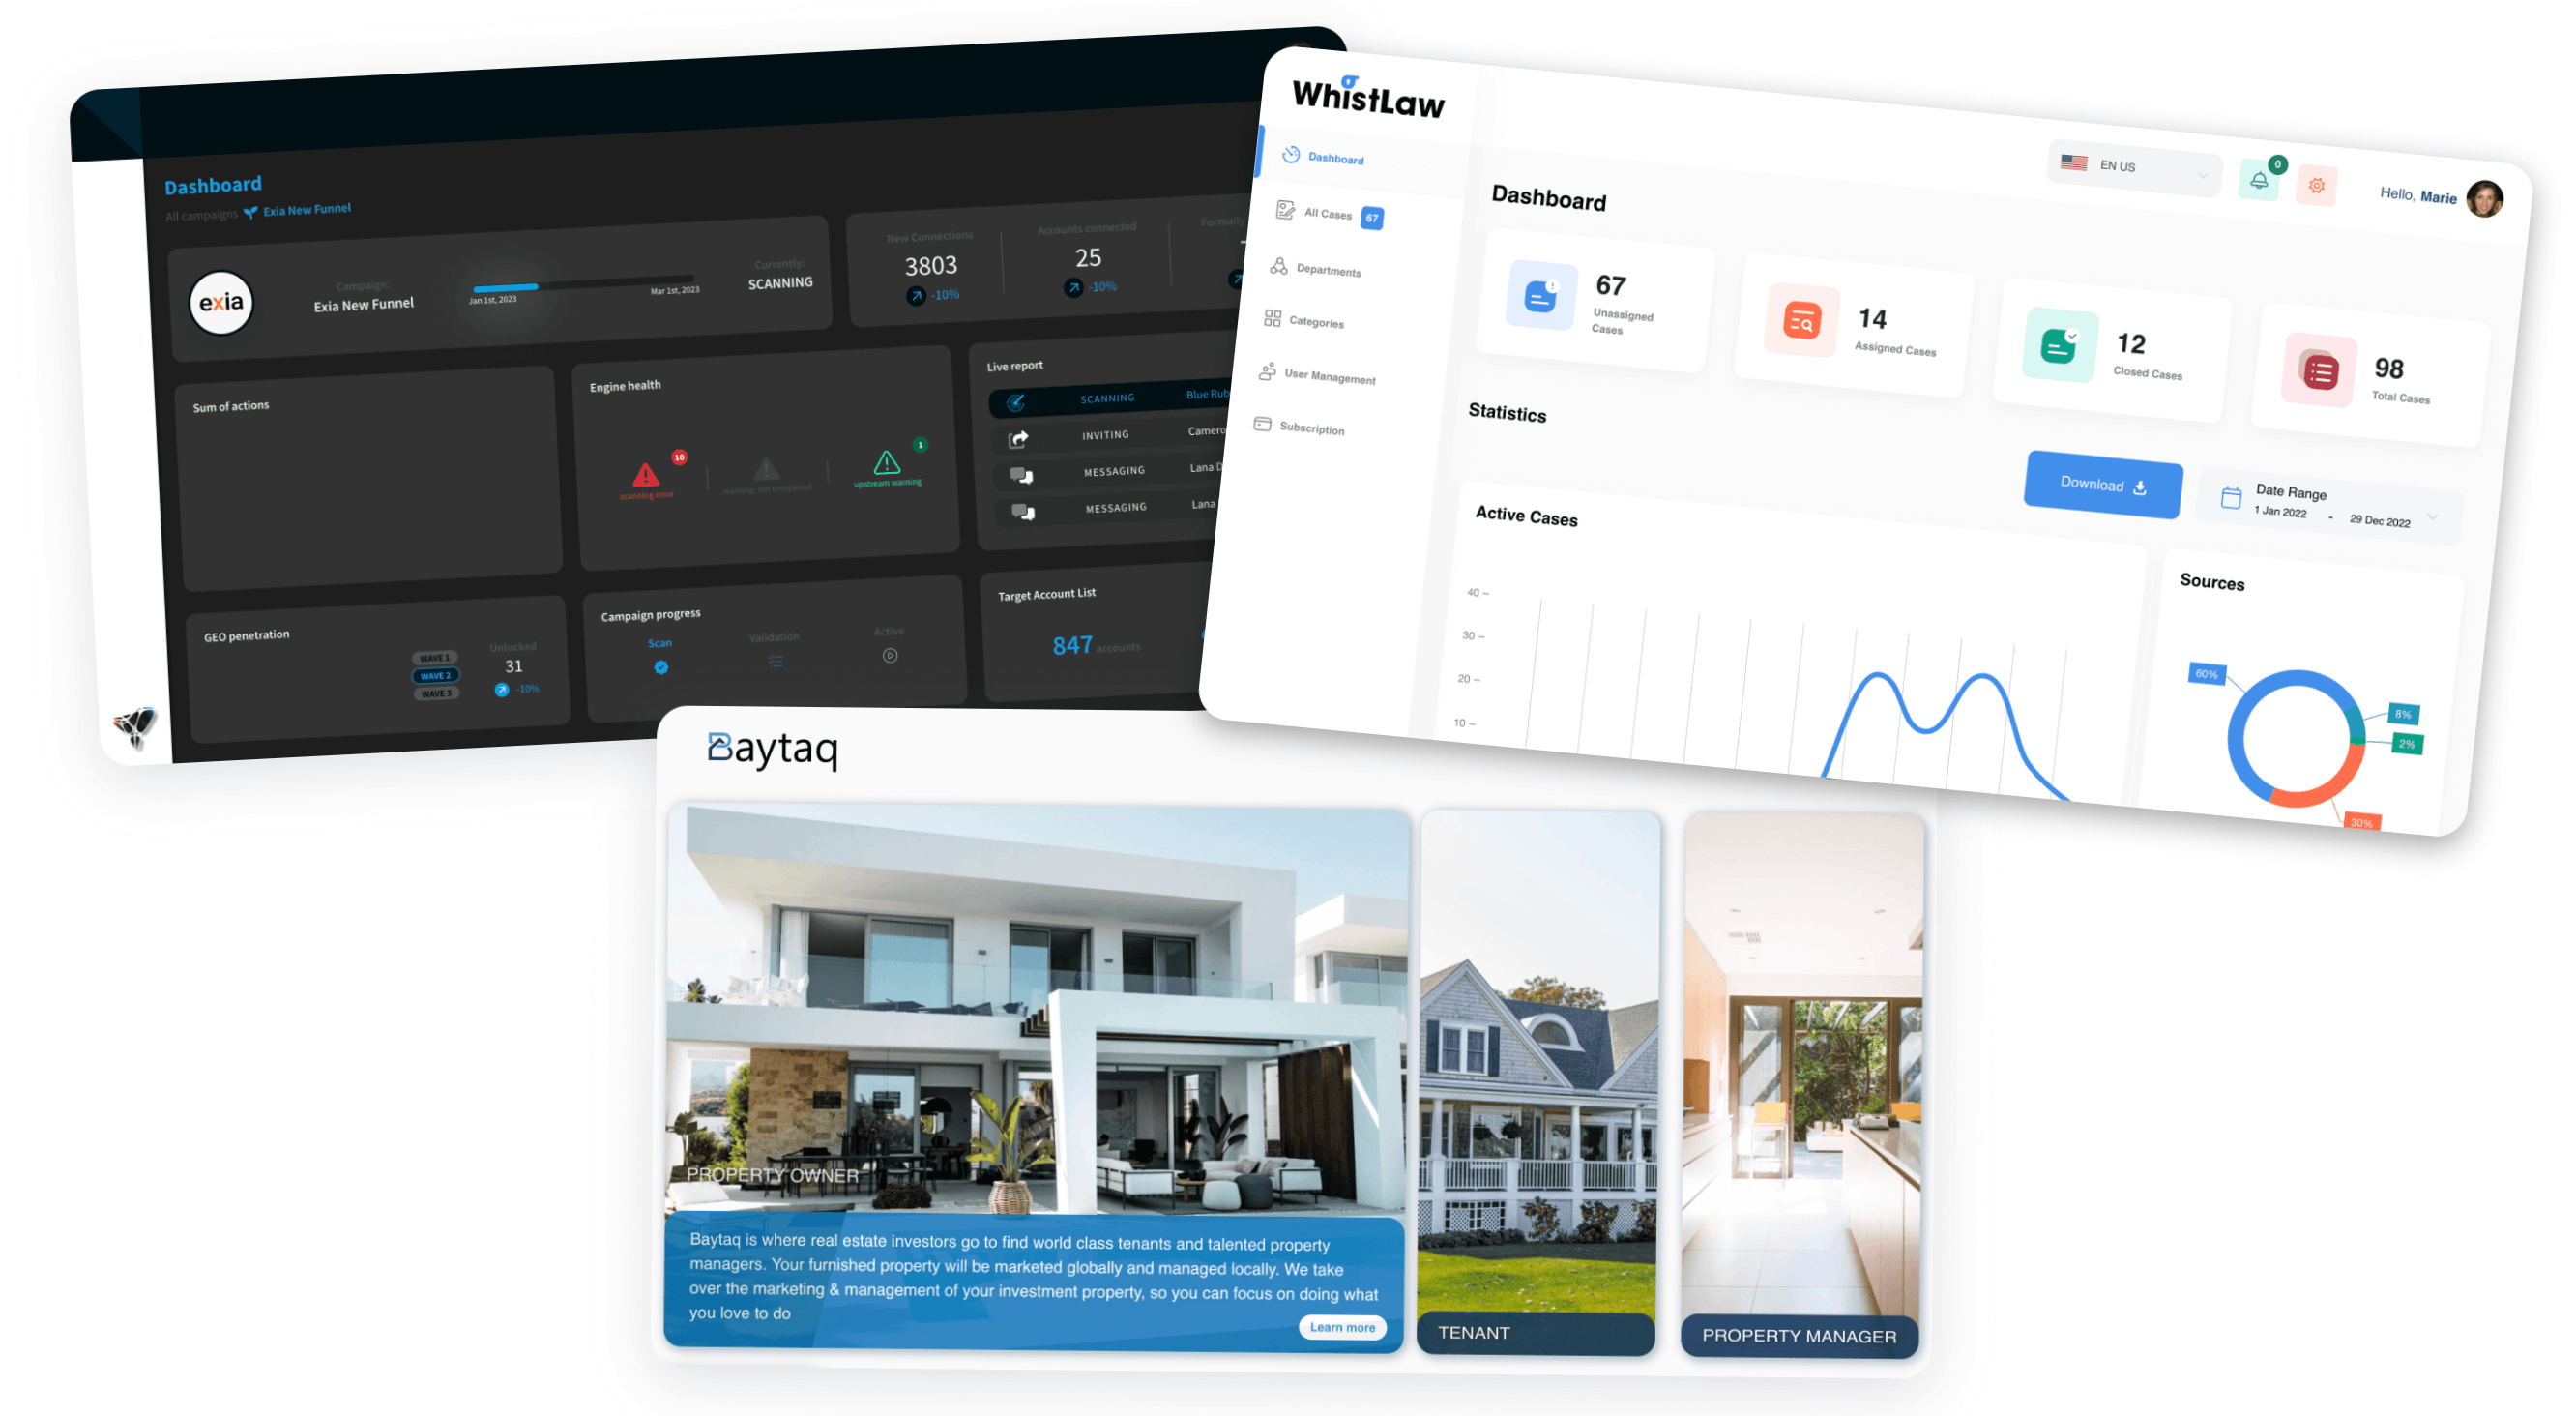 Dashboard
All campaigns Exia New Funnel
exia
Campaign:
Exia New Funnel
Jan 1st, 2023
Mar 1st, 2023
Currently:
SCANNING
New Connections
3803
-10%
Accounts connected
25
-10%
Formally
Sum of actions
Engine health
10
scanning error
warning: not completed
1
upstream warning
Live report
SCANNING
Blue Rub
INVITING
Camero
MESSAGING
Lana D
MESSAGING
Lana
GEO penetration
WAVE 1
WAVE 2
WAVE 3
Unlocked
31
-10%
Campaign progress
Scan
Validation
Active
Target Account List
847 accounts
WhistLaw
Dashboard
All Cases 67
Departments
Categories
User Management
Subscription
EN US
0
Hello, Marie
Dashboard
67
Unassigned
Cases
14
Assigned Cases
12
Closed Cases
98
Total Cases
Statistics
Download
Date Range
1 Jan 2022 - 29 Dec 2022
Active Cases
40
30
20
10
Sources
60%
8%
2%
30%
Baytaq
PROPERTY OWNER
Baytaq is where real estate investors go to find world class tenants and talented property
managers. Your furnished property will be marketed globally and managed locally. We take
over the marketing & management of your investment property, so you can focus on doing what
you love to do
Learn more
TENANT
PROPERTY MANAGER